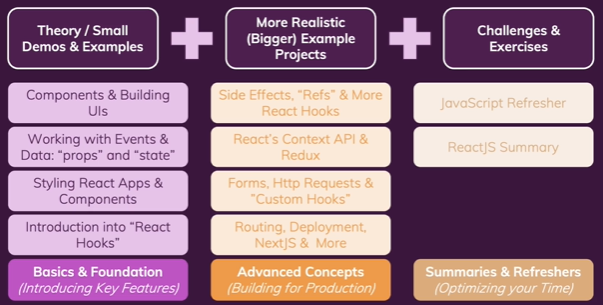 Theory / Small
Demos & Examples
More Realistic
(Bigger) Example
Projects
Challenges &
Exercises
Components & Building
UIs
Working with Events &
Data: “props” and “state”
Styling React Apps &
Components
Introduction into “React
Hooks”
Basics & Foundation
(Introducing Key Features)
Side Effects, “Refs” & More
React Hooks
React’s Context API &
Redux
Forms, Http Requests &
“Custom Hooks”
Routing, Deployment,
NextJS & More
Advanced Concepts
(Building for Production)
JavaScript Refresher
ReactJS Summary
Summaries & Refreshers
(Optimizing your Time)